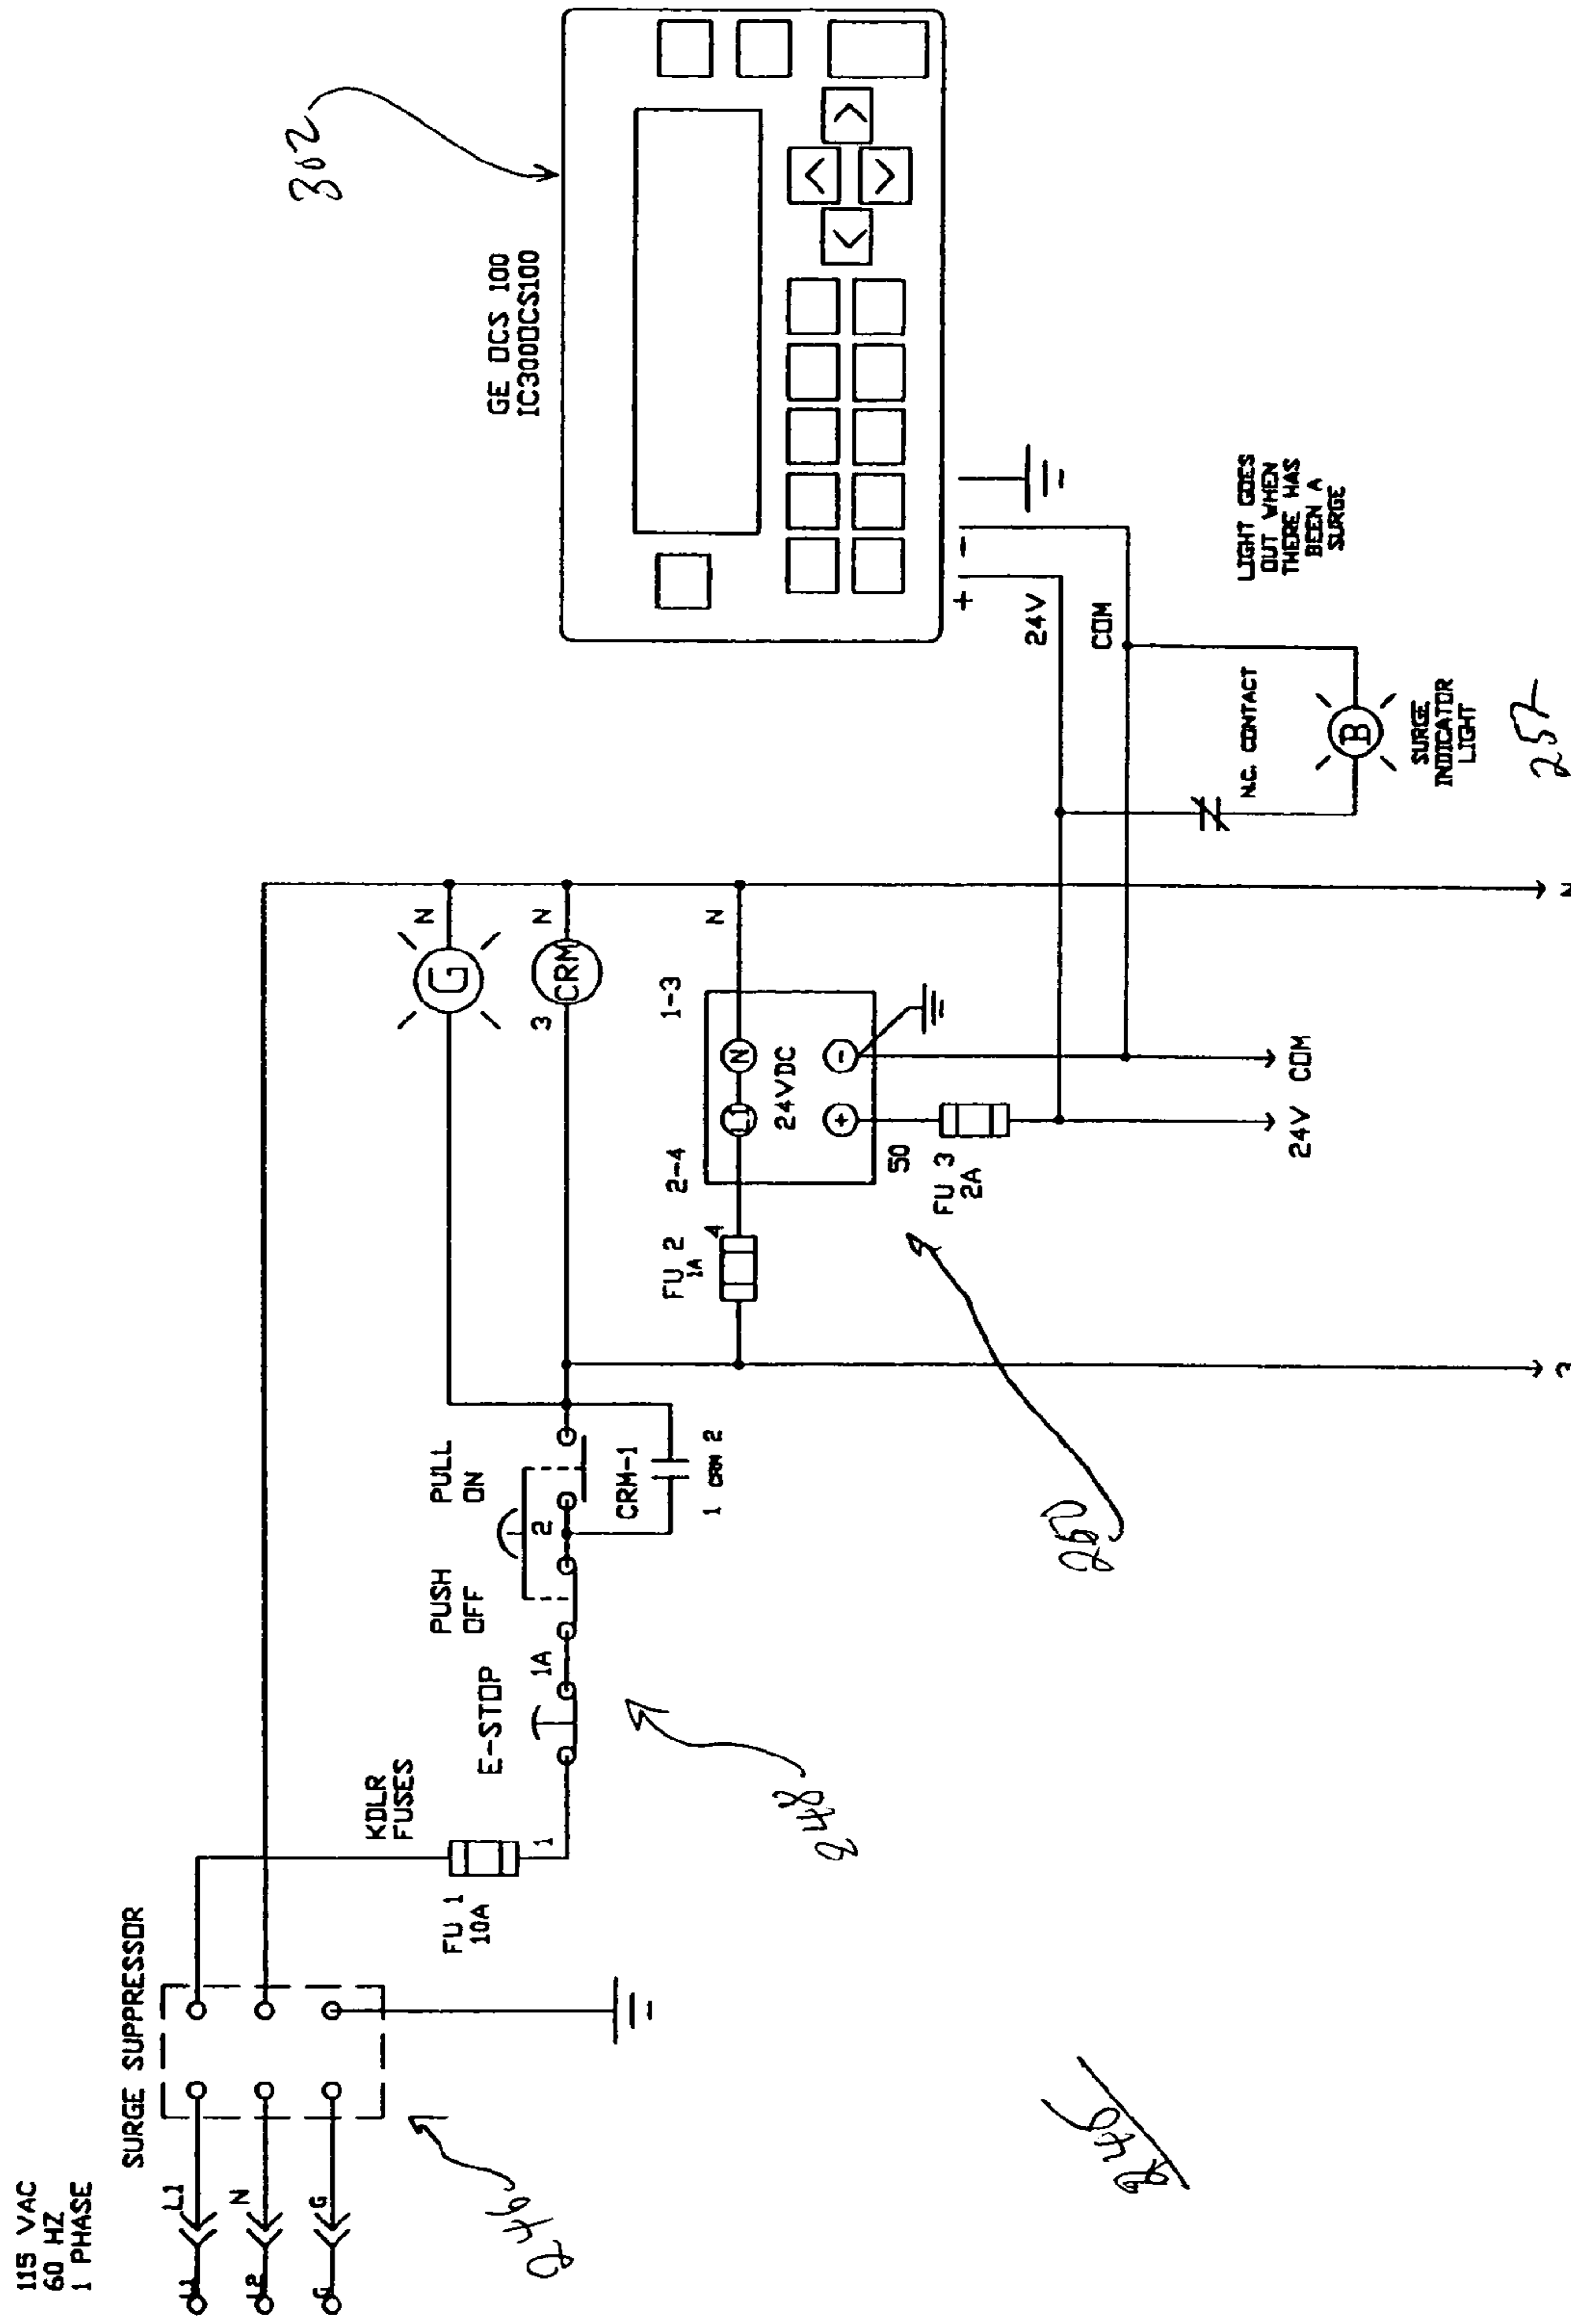 115 VAC
60 HZ
1 PHASE
SURGE SUPPRESSOR
L1
L1
L2
N
G
G
246
KDLR
FUSES
FU 1
10A
1
E-STOP
1A
PUSH
OFF
PULL
ON
2
CRM-1
1 CRM 2
248
G
N
3
CRM
N
FU 2
1A
4
2-4
1-3
N
L1
N
24VDC
+
-
50
FU 3
2A
250
24V
COM
3
N
GE OCS 100
IC300OCS100
302
<
>
^
v
+
-
24V
COM
N.C. CONTACT
B
SURGE
INDICATOR
LIGHT
252
LIGHT GOES
OUT WHEN
THERE HAS
BEEN A
SURGE